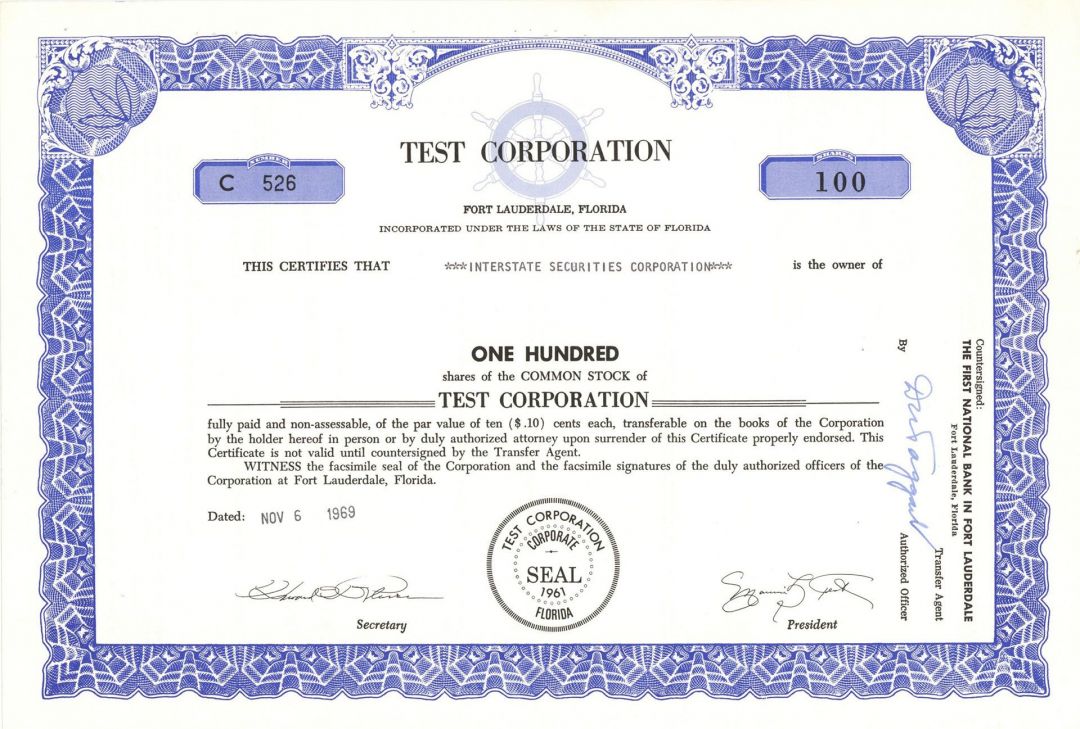 NUMBER
C 526
TEST CORPORATION
SHARES
100
FORT LAUDERDALE, FLORIDA
INCORPORATED UNDER THE LAWS OF THE STATE OF FLORIDA
THIS CERTIFIES THAT ***INTERSTATE SECURITIES CORPORATION*** is the owner of
ONE HUNDRED
shares of the COMMON STOCK of
TEST CORPORATION
fully paid and non-assessable, of the par value of ten ($.10) cents each, transferable on the books of the Corporation
by the holder hereof in person or by duly authorized attorney upon surrender of this Certificate properly endorsed. This
Certificate is not valid until countersigned by the Transfer Agent.
WITNESS the facsimile seal of the Corporation and the facsimile signatures of the duly authorized officers of the
Corporation at Fort Lauderdale, Florida.
Dated: NOV 6 1969
TEST CORPORATION
CORPORATE
SEAL
1961
FLORIDA
Secretary
President
Countersigned:
THE FIRST NATIONAL BANK IN FORT LAUDERDALE
Fort Lauderdale, Florida
Transfer Agent
By
Authorized Officer